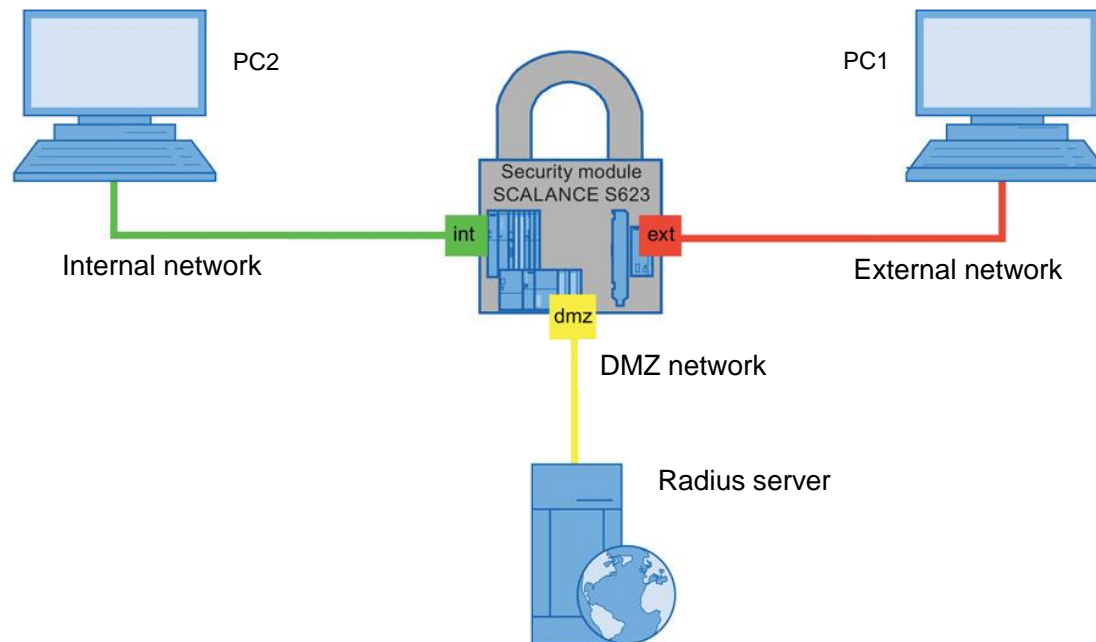 PC2
PC1
Security module
SCALANCE S623
int
ext
Internal network
External network
dmz
DMZ network
Radius server